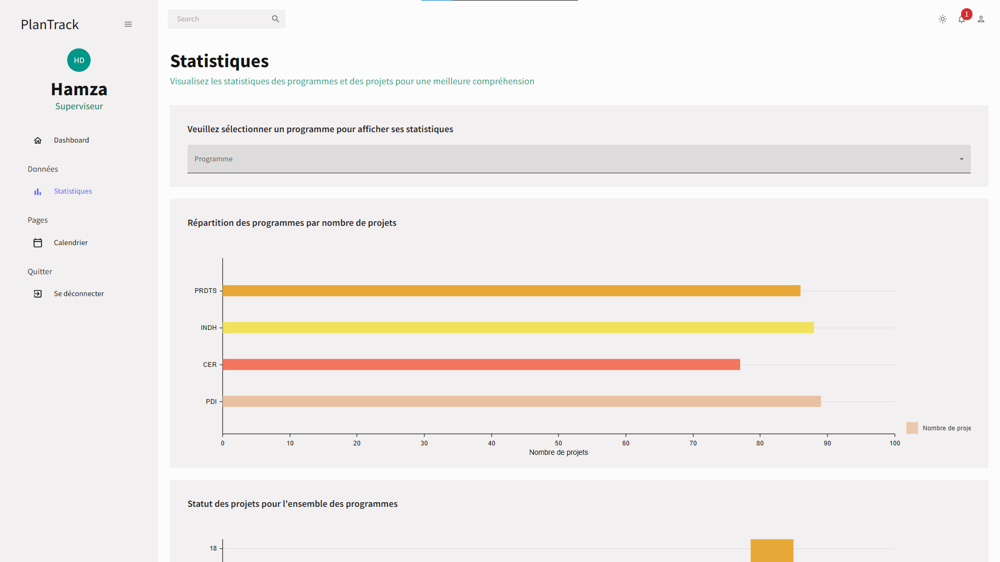 PlanTrack
HD
Hamza
Superviseur
Dashboard
Données
Statistiques
Pages
Calendrier
Quitter
Se déconnecter
Search
1
Statistiques
Visualisez les statistiques des programmes et des projets pour une meilleure compréhension
Veuillez sélectionner un programme pour afficher ses statistiques
Programme
Répartition des programmes par nombre de projets
PRDTS
INDH
CER
PDI
0 10 20 30 40 50 60 70 80 90 100
Nombre de projets
Nombre de proje
Statut des projets pour l'ensemble des programmes
18